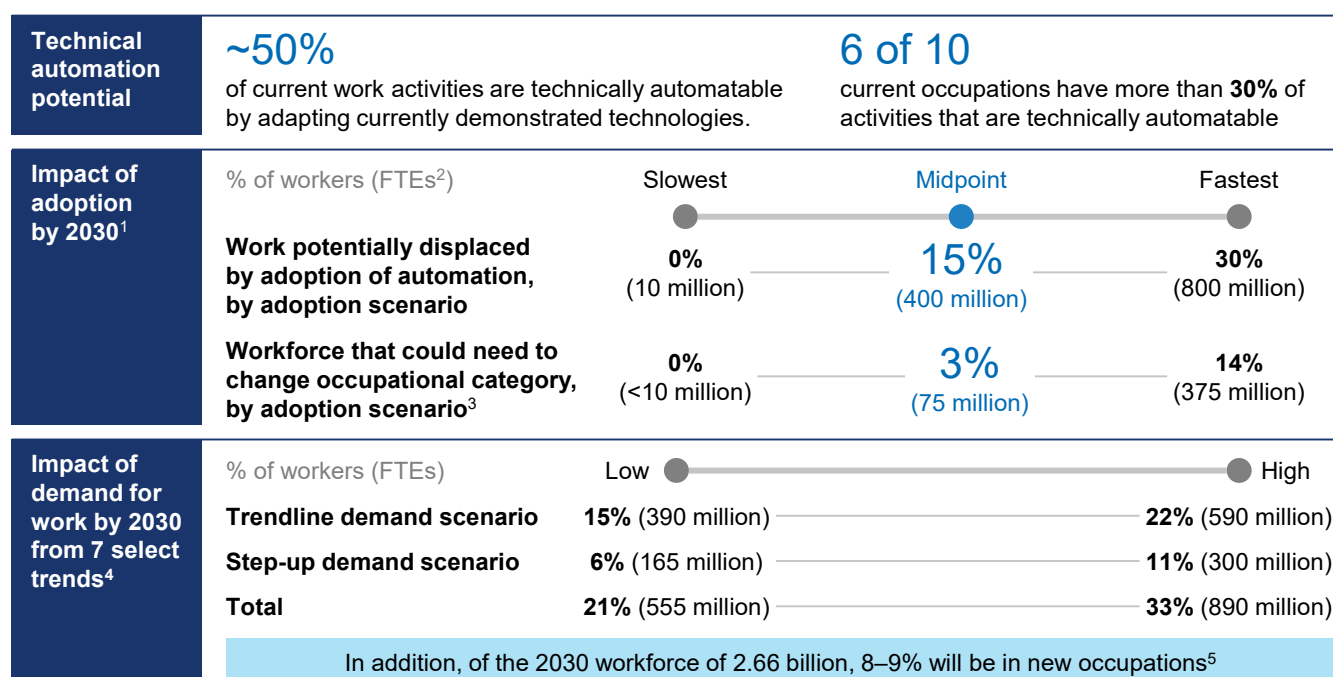 Technical
automation
potential
~50%
of current work activities are technically automatable
by adapting currently demonstrated technologies.
6 of 10
current occupations have more than 30% of
activities that are technically automatable
Impact of
adoption
by 2030¹
% of workers (FTEs²)
Slowest
Midpoint
Fastest
Work potentially displaced
by adoption of automation,
by adoption scenario
0%
(10 million)
15%
(400 million)
30%
(800 million)
Workforce that could need to
change occupational category,
by adoption scenario³
0%
(<10 million)
3%
(75 million)
14%
(375 million)
Impact of
demand for
work by 2030
from 7 select
trends⁴
% of workers (FTEs)
Low
High
Trendline demand scenario
15% (390 million)
22% (590 million)
Step-up demand scenario
6% (165 million)
11% (300 million)
Total
21% (555 million)
33% (890 million)
In addition, of the 2030 workforce of 2.66 billion, 8–9% will be in new occupations⁵